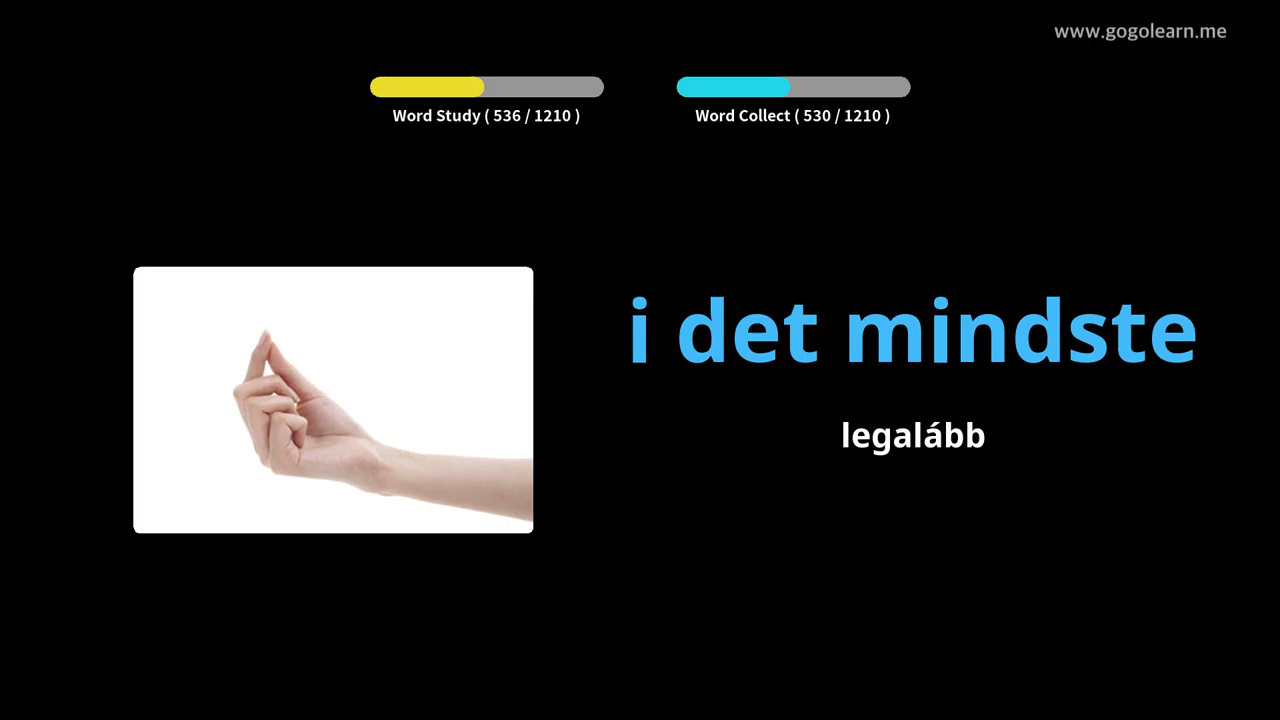 www.gogolearn.me
Word Study ( 536 / 1210 )
Word Collect ( 530 / 1210 )
i det mindste
legalább